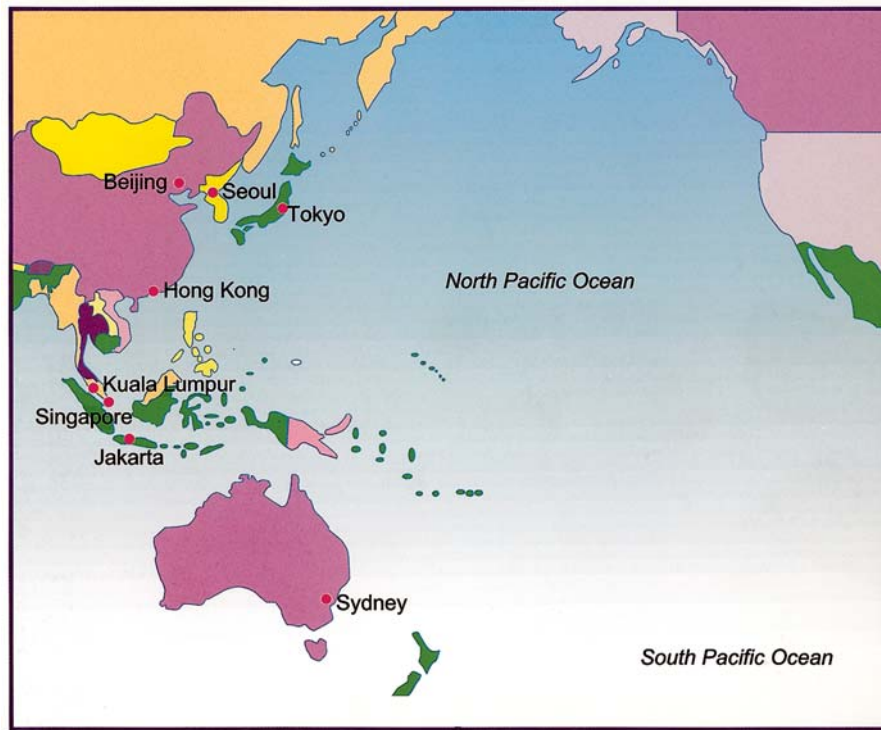 Beijing
Seoul
Tokyo
Hong Kong
North Pacific Ocean
Kuala Lumpur
Singapore
Jakarta
Sydney
South Pacific Ocean